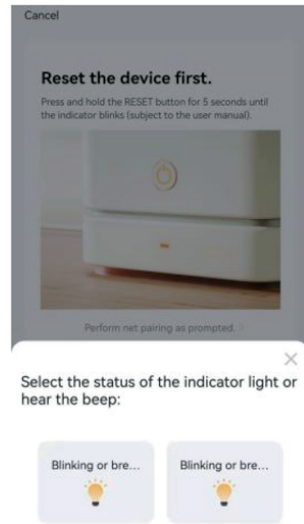 Cancel
Reset the device first.
Press and hold the RESET button for 5 seconds until
the indicator blinks (subject to the user manual).
Perform net pairing as prompted.
Select the status of the indicator light or
hear the beep:
Blinking or bre...
Blinking or bre...